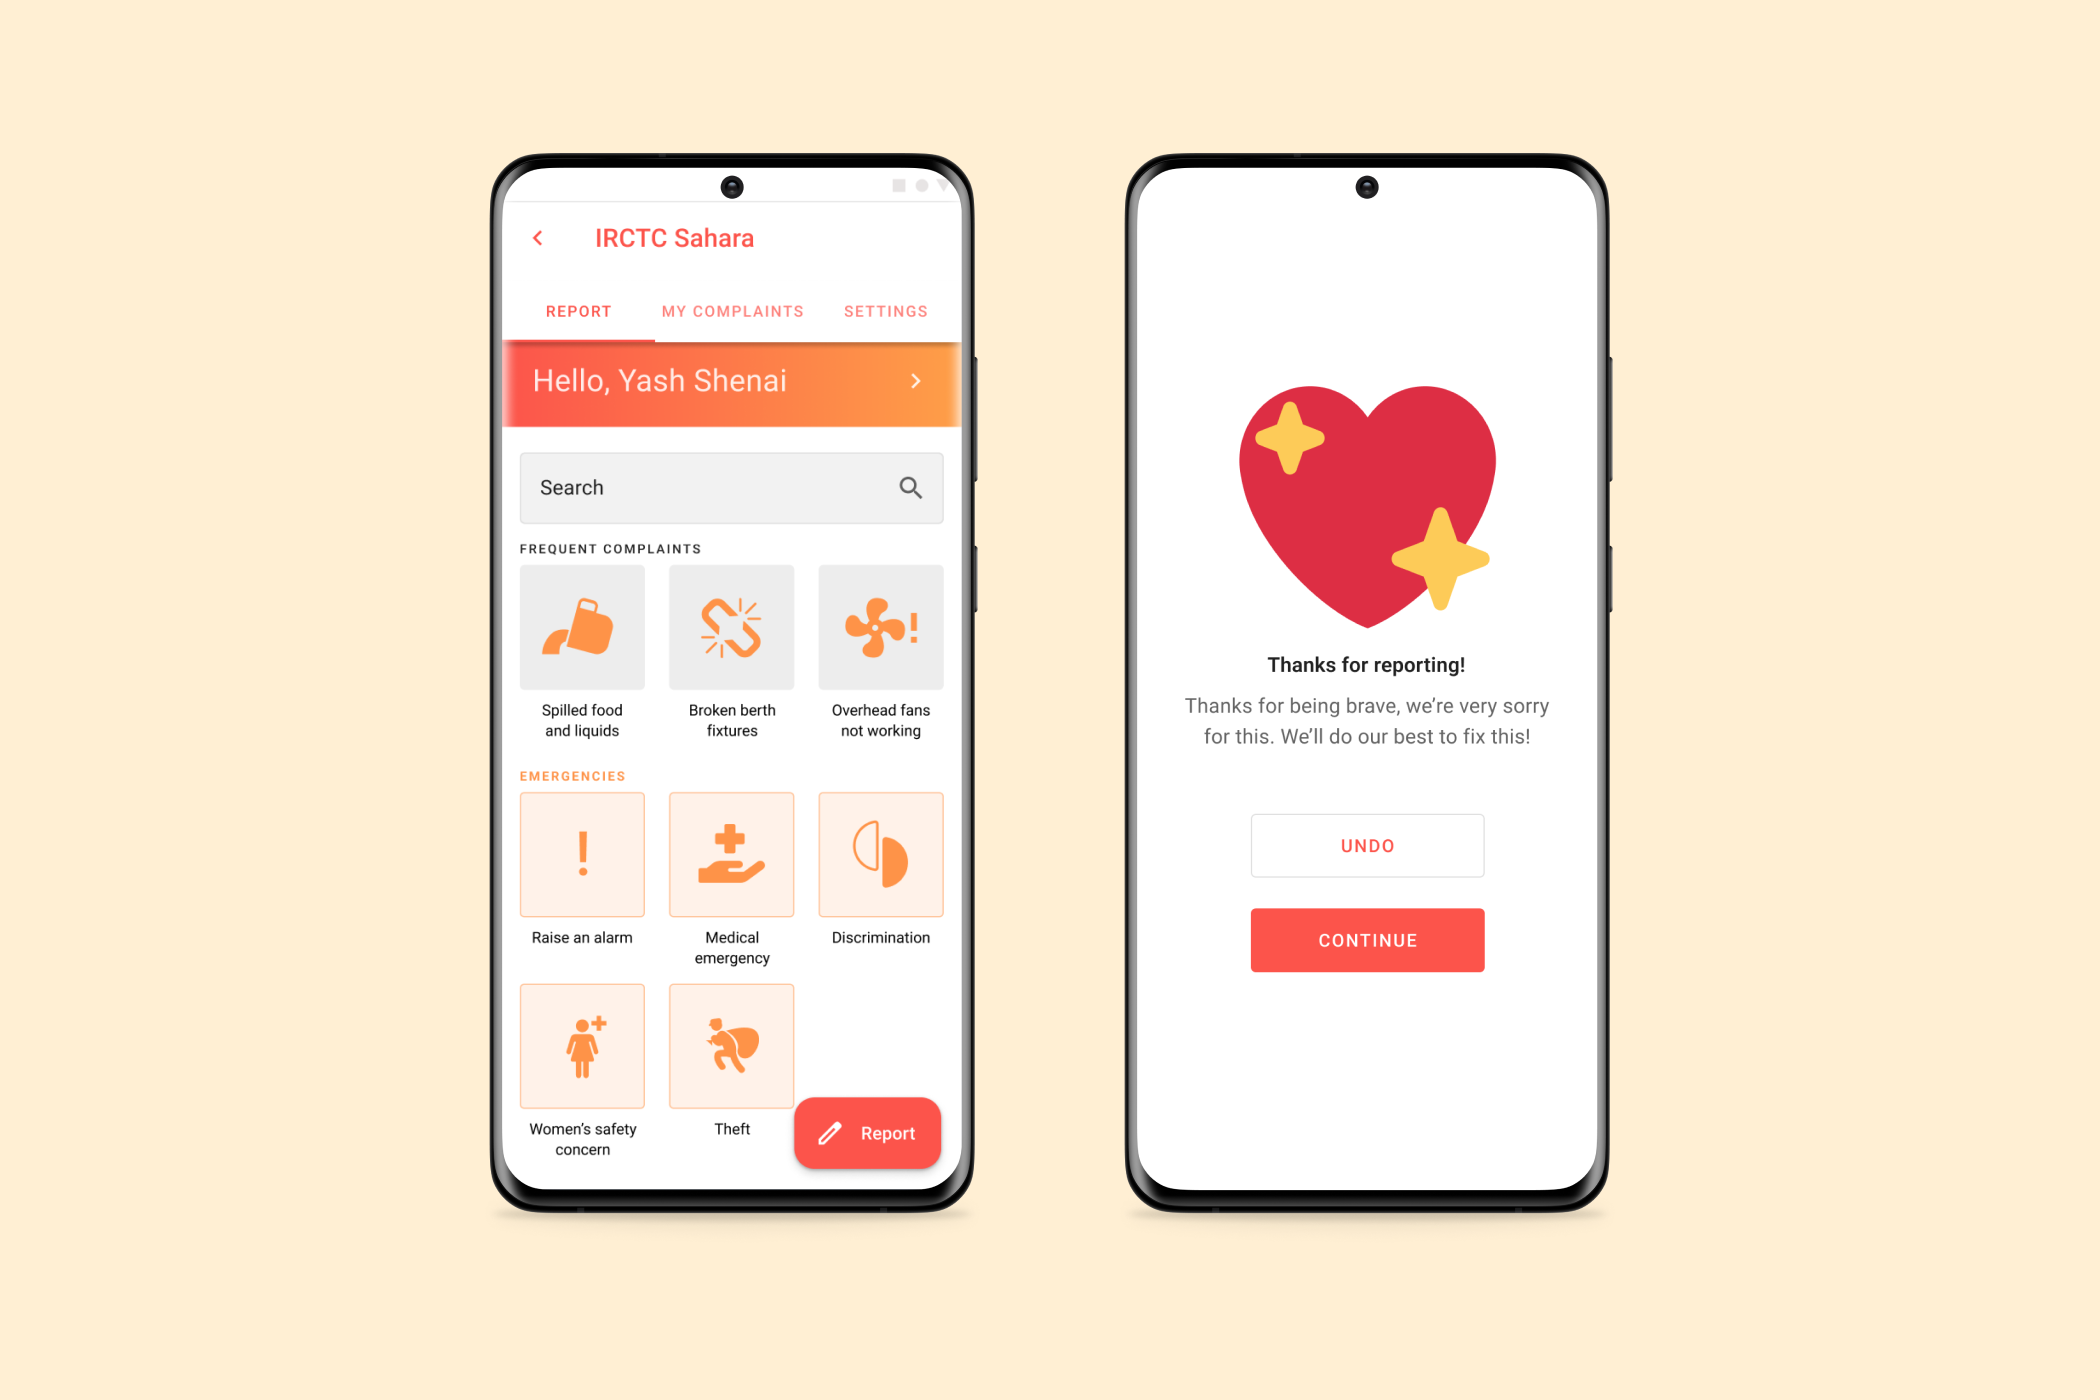 IRCTC Sahara
REPORT
MY COMPLAINTS
SETTINGS
Hello, Yash Shenai
Search
FREQUENT COMPLAINTS
Spilled food
and liquids
Broken berth
fixtures
Overhead fans
not working
EMERGENCIES
!
Raise an alarm
Medical
emergency
Discrimination
Women’s safety
concern
Theft
Report
Thanks for reporting!
Thanks for being brave, we’re very sorry
for this. We’ll do our best to fix this!
UNDO
CONTINUE